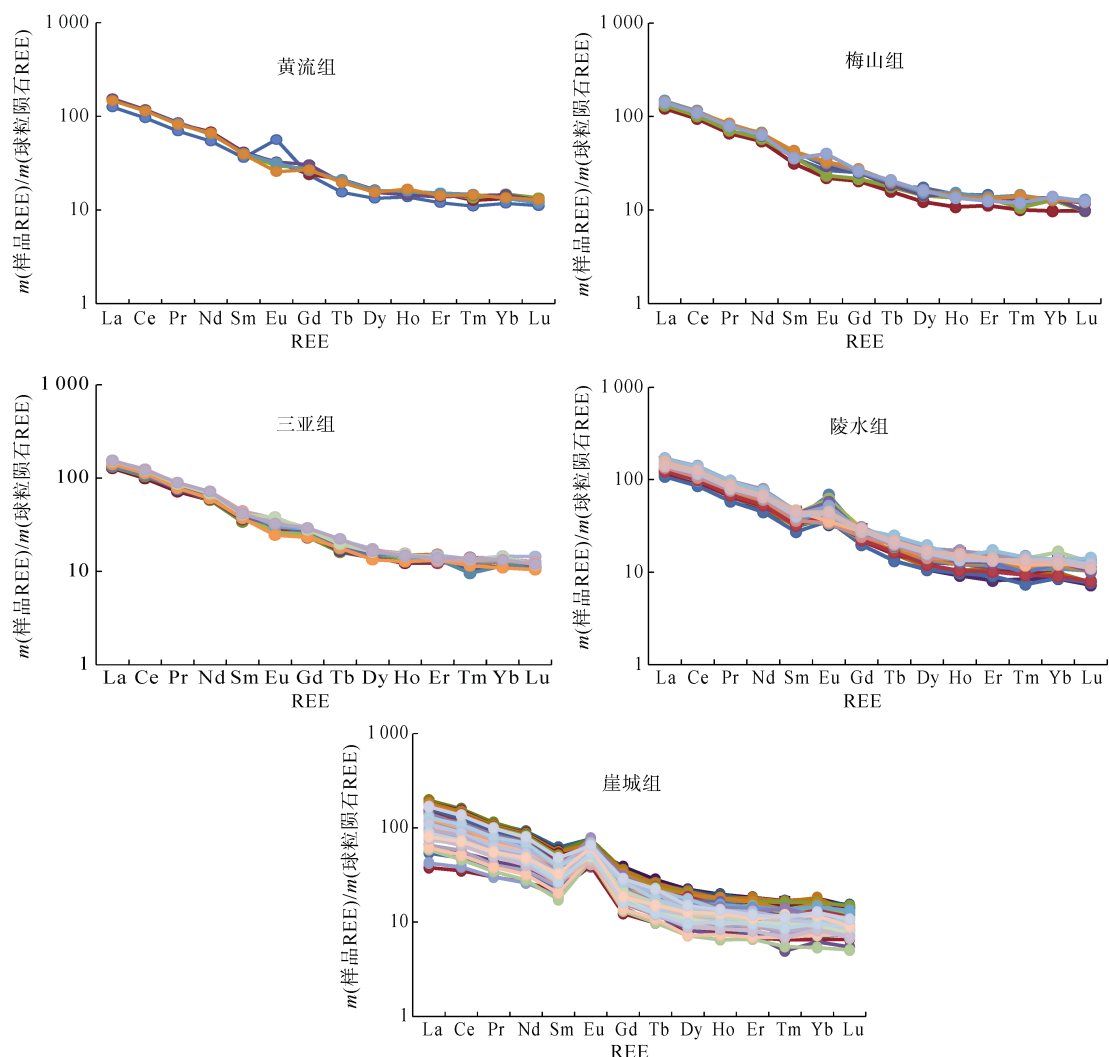 黄流组
1 000
100
10
1
m(样品REE)/m(球粒陨石REE)
La Ce Pr Nd Sm Eu Gd Tb Dy Ho Er Tm Yb Lu
REE
梅山组
1 000
100
10
1
m(样品REE)/m(球粒陨石REE)
La Ce Pr Nd Sm Eu Gd Tb Dy Ho Er Tm Yb Lu
REE
三亚组
1 000
100
10
1
m(样品REE)/m(球粒陨石REE)
La Ce Pr Nd Sm Eu Gd Tb Dy Ho Er Tm Yb Lu
REE
陵水组
1 000
100
10
1
m(样品REE)/m(球粒陨石REE)
La Ce Pr Nd Sm Eu Gd Tb Dy Ho Er Tm Yb Lu
REE
崖城组
1 000
100
10
1
m(样品REE)/m(球粒陨石REE)
La Ce Pr Nd Sm Eu Gd Tb Dy Ho Er Tm Yb Lu
REE